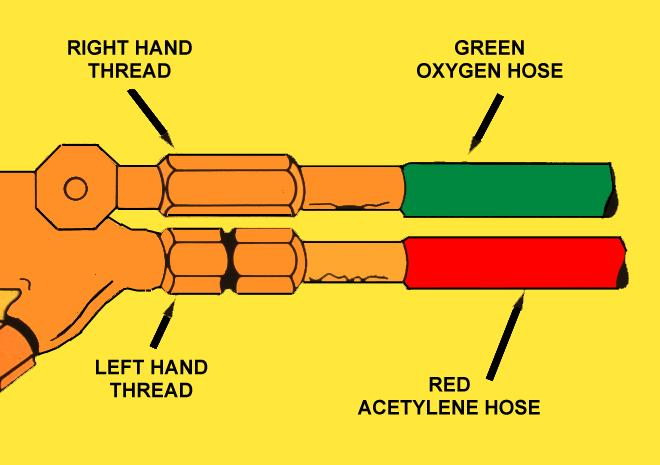 RIGHT HAND
THREAD
GREEN
OXYGEN HOSE
LEFT HAND
THREAD
RED
ACETYLENE HOSE